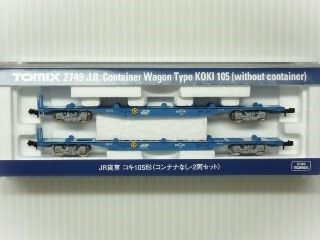 TOMIX 2749 J.R. Container Wagon Type KOKI 105 (without container)
JR貨車 コキ105形(コンテナなし・2両セット)
2749
TOMIX